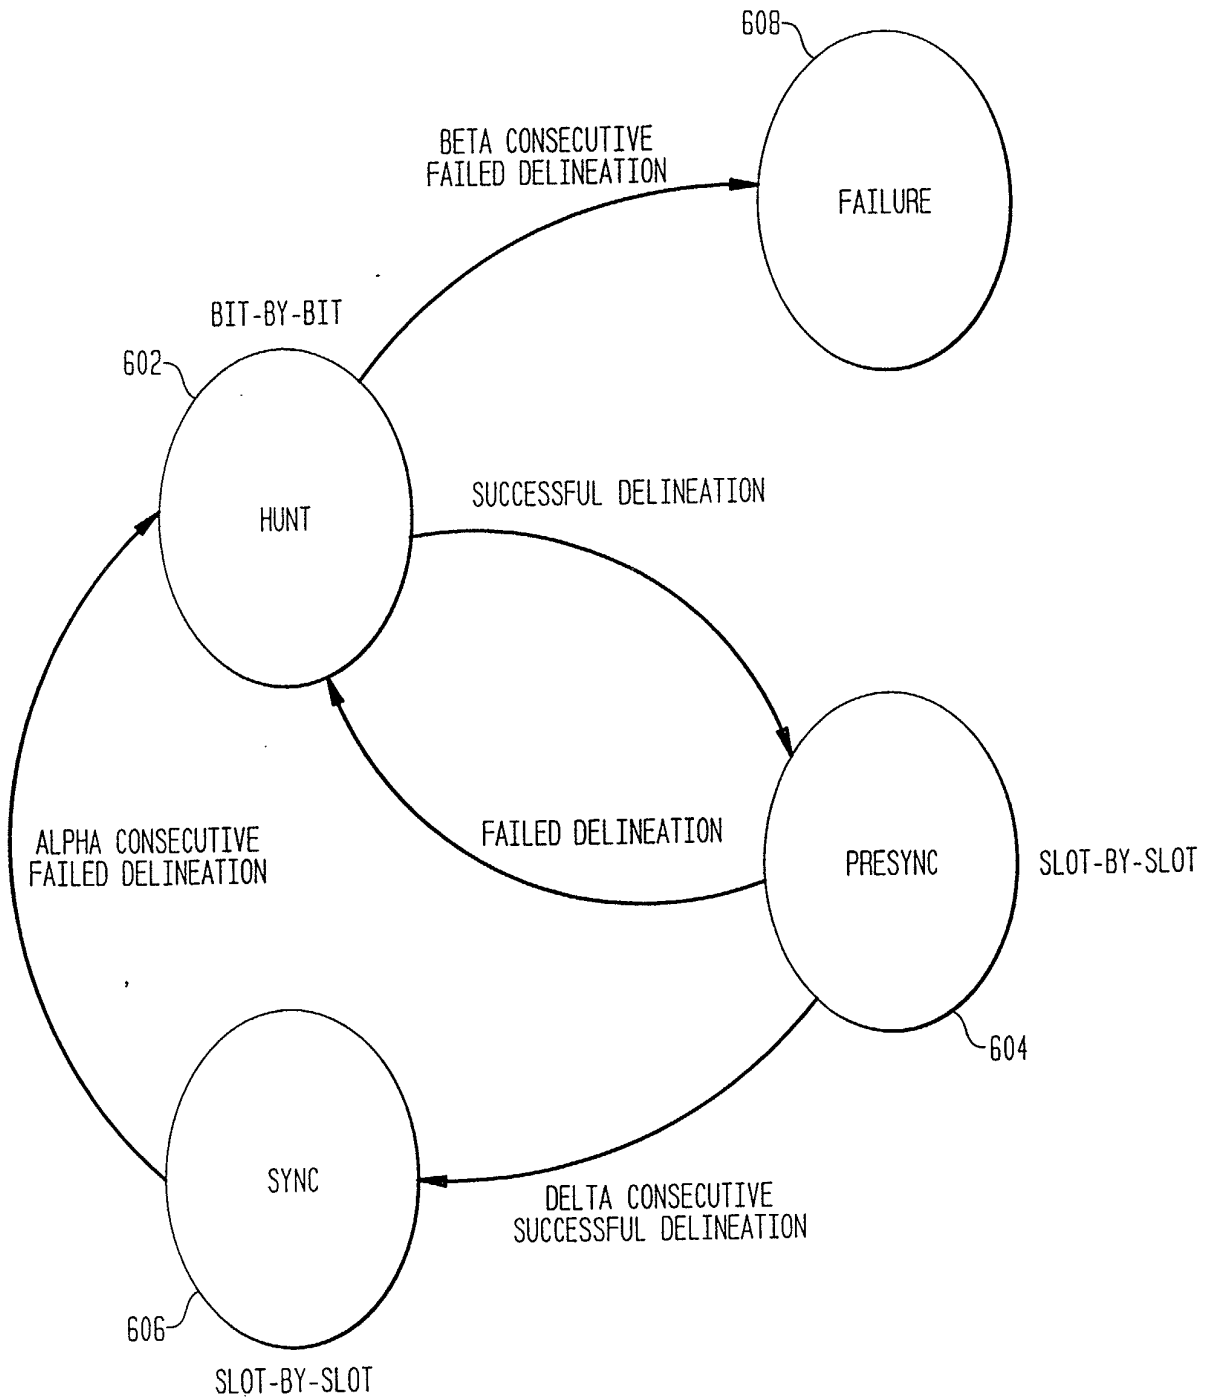 608
BETA CONSECUTIVE
FAILED DELINEATION
FAILURE
BIT-BY-BIT
602
SUCCESSFUL DELINEATION
HUNT
FAILED DELINEATION
ALPHA CONSECUTIVE
FAILED DELINEATION
PRESYNC
SLOT-BY-SLOT
604
SYNC
DELTA CONSECUTIVE
SUCCESSFUL DELINEATION
606
SLOT-BY-SLOT